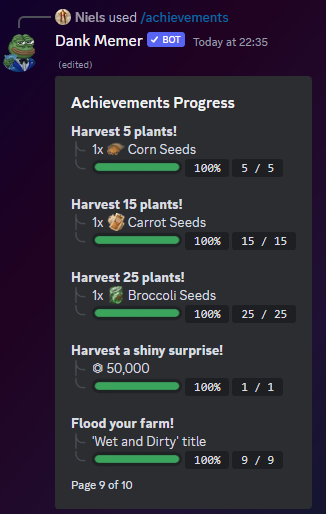 Niels used /achievements
Dank Memer ✓ BOT Today at 22:35
(edited)
Achievements Progress
Harvest 5 plants!
1x Corn Seeds
100% 5 / 5
Harvest 15 plants!
1x Carrot Seeds
100% 15 / 15
Harvest 25 plants!
1x Broccoli Seeds
100% 25 / 25
Harvest a shiny surprise!
50,000
100% 1 / 1
Flood your farm!
'Wet and Dirty' title
100% 9 / 9
Page 9 of 10